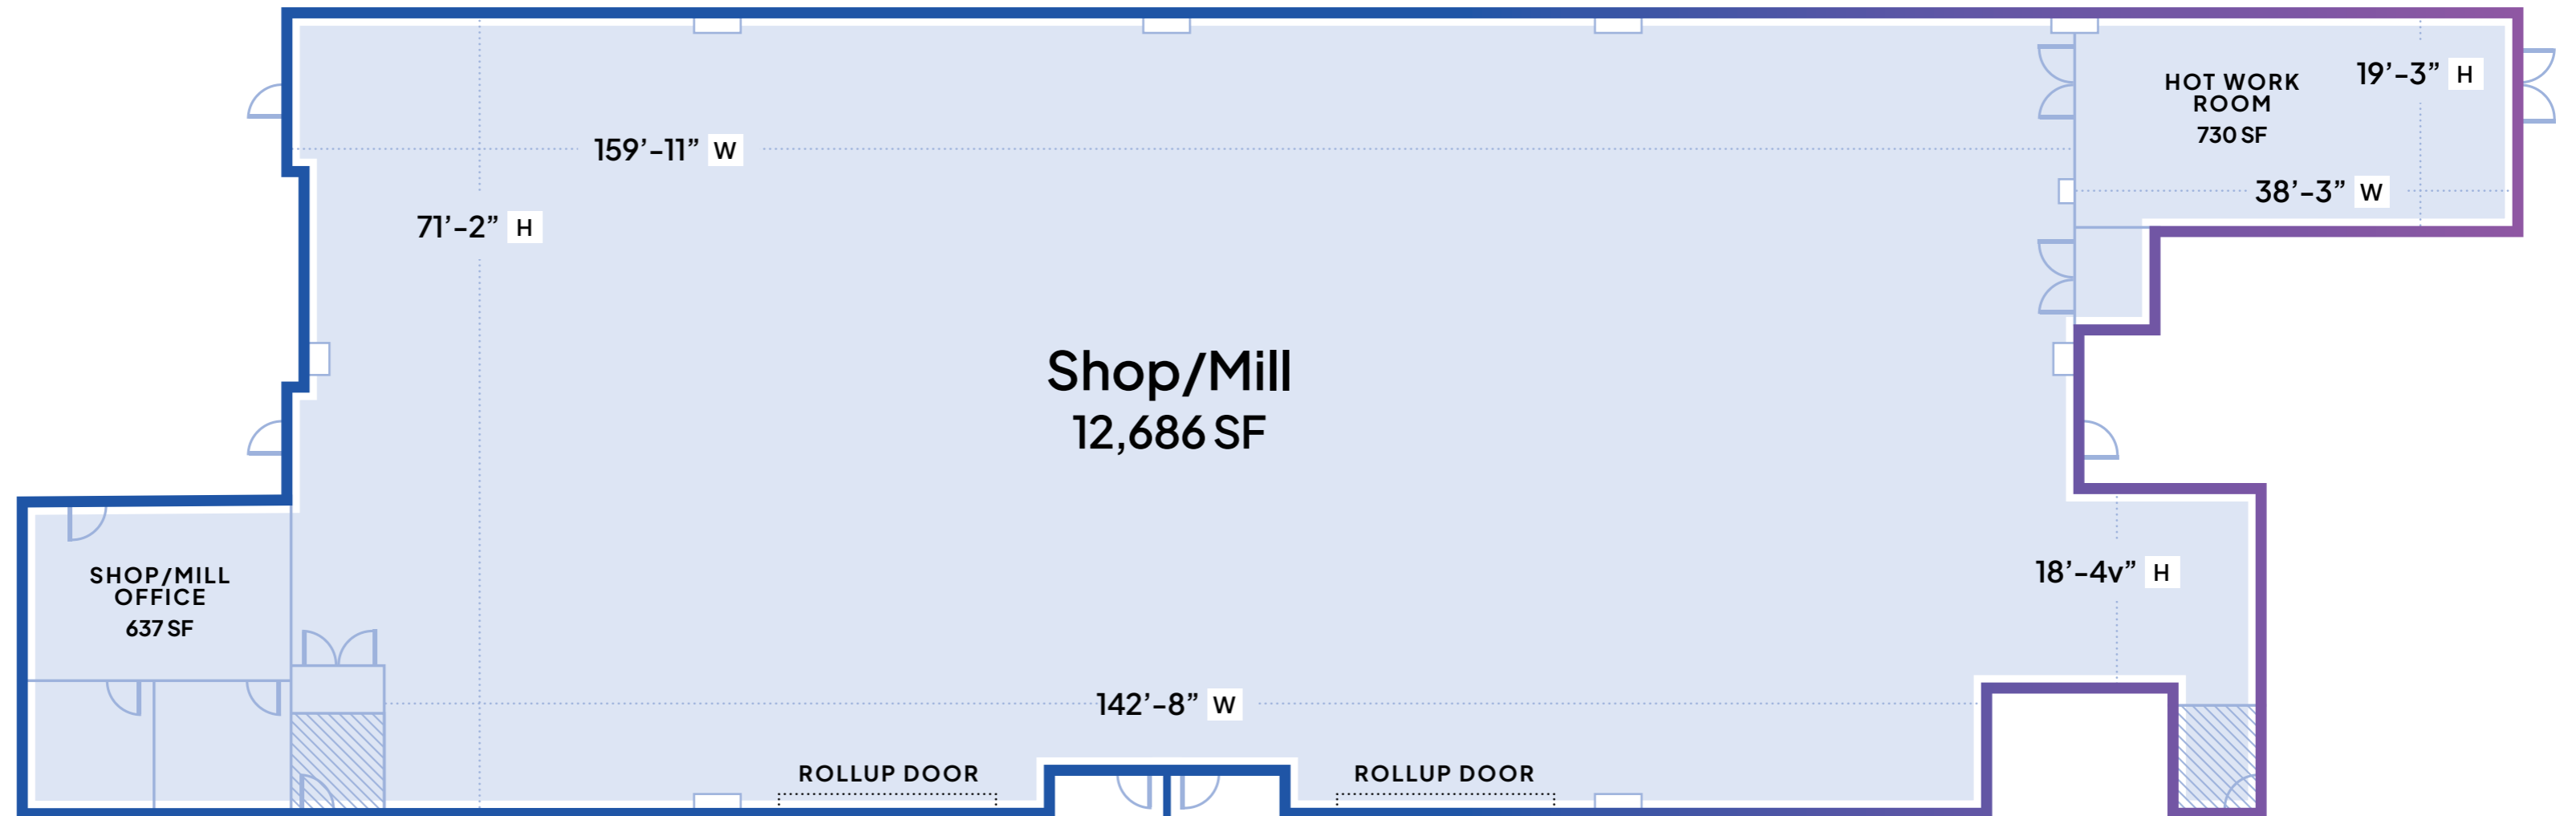 HOT WORK
ROOM
730 SF
19’-3” H
159’-11” W
38’-3” W
71’-2” H
Shop/Mill
12,686 SF
SHOP/MILL
OFFICE
637 SF
18’-4v” H
142’-8” W
ROLLUP DOOR
ROLLUP DOOR